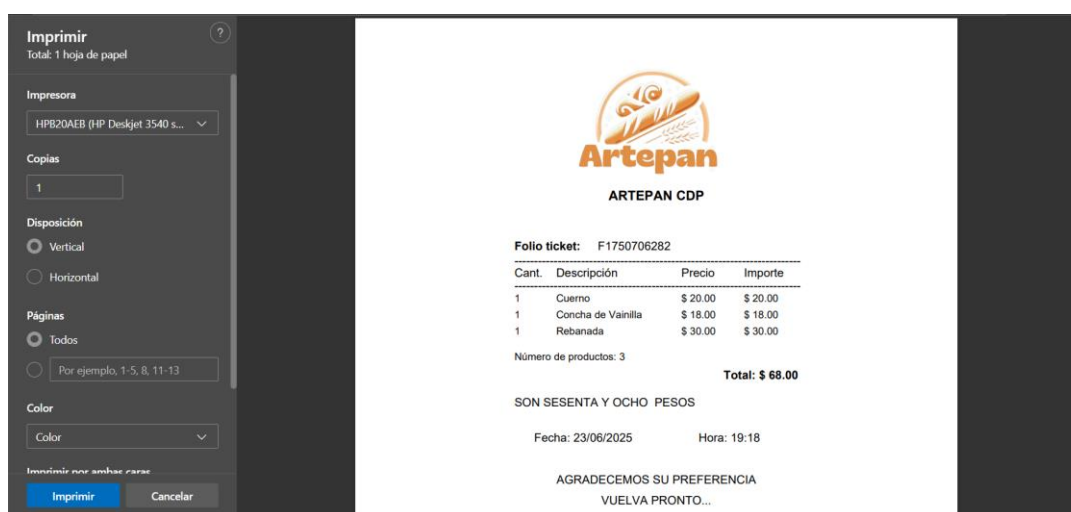 Imprimir
?
Total: 1 hoja de papel
Impresora
HPB20AEB (HP Deskjet 3540 s...
Copias
1
Disposición
Vertical
Horizontal
Páginas
Todos
Por ejemplo, 1-5, 8, 11-13
Color
Color
Imprimir por ambas caras
Imprimir Cancelar
Artepan
ARTEPAN CDP
Folio ticket: F1750706282
Cant. Descripción Precio Importe
1 Cuerno $ 20.00 $ 20.00
1 Concha de Vainilla $ 18.00 $ 18.00
1 Rebanada $ 30.00 $ 30.00
Número de productos: 3
Total: $ 68.00
SON SESENTA Y OCHO PESOS
Fecha: 23/06/2025 Hora: 19:18
AGRADECEMOS SU PREFERENCIA
VUELVA PRONTO...